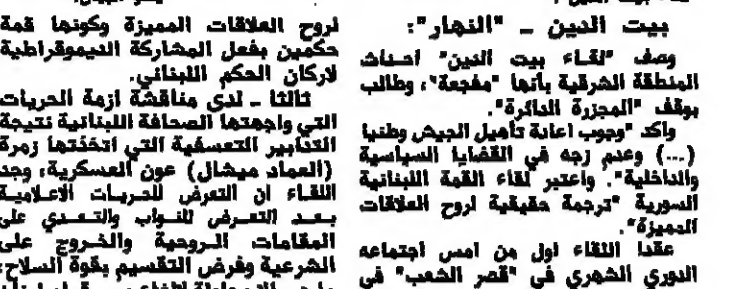 بيت الدين ـ "النهار":
وصف "لقاء بيت الدين" احداث
المنطقة الشرقية بأنها "مفجعة"، وطالب
بوقف "المجزرة الدائرة".
واكد "وجوب اعادة تأهيل الجيش وطنيا
(...) وعدم زجه في القضايا السياسية
والداخلية". واعتبر لقاء القمة اللبنانية
السورية "ترجمة حقيقية لروح العلاقات
المميزة".
عقد اللقاء اول من امس اجتماعه
الدوري الشهري في "قصر الشعب" في
لروح العلاقات المميزة وكونها قمة
حكمين بفعل المشاركة الديموقراطية
لاركان الحكم اللبناني.
ثالثا ـ لدى مناقشة ازمة الحريات
التي واجهتها الصحافة اللبنانية نتيجة
التدابير التعسفية التي اتخذتها زمرة
(العماد ميشال) عون العسكرية، وجد
اللقاء ان التعرض للحريات الاعلامية
بعد التعرض للنواب والتعدي على
المقامات الروحية والخروج على
الشرعية وفرض التقسيم بقوة السلاح،